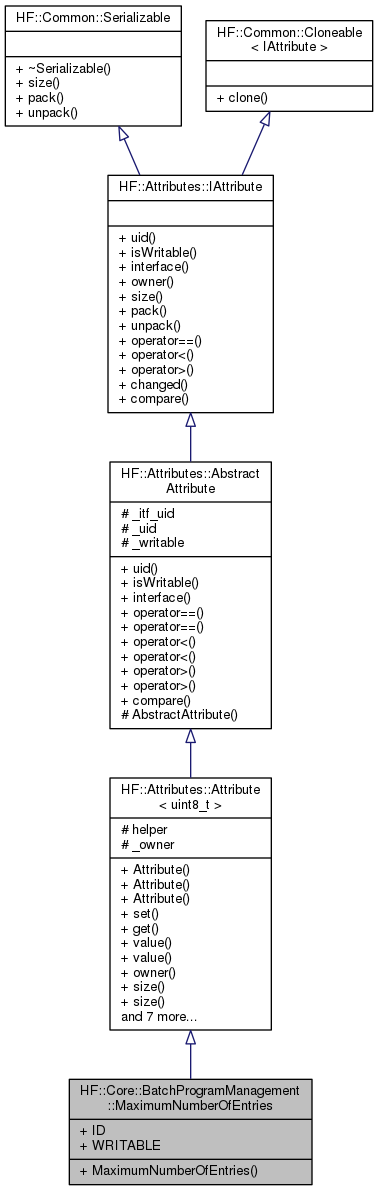 HF::Common::Serializable
+ ~Serializable()
+ size()
+ pack()
+ unpack()
HF::Common::Cloneable
< IAttribute >
+ clone()
HF::Attributes::IAttribute
+ uid()
+ isWritable()
+ interface()
+ owner()
+ size()
+ pack()
+ unpack()
+ operator==()
+ operator<()
+ operator>()
+ changed()
+ compare()
HF::Attributes::Abstract
Attribute
# _itf_uid
# _uid
# _writable
+ uid()
+ isWritable()
+ interface()
+ operator==()
+ operator==()
+ operator<()
+ operator<()
+ operator>()
+ operator>()
+ compare()
# AbstractAttribute()
HF::Attributes::Attribute
< uint8_t >
# helper
# _owner
+ Attribute()
+ Attribute()
+ Attribute()
+ set()
+ get()
+ value()
+ value()
+ owner()
+ size()
+ size()
and 7 more...
HF::Core::BatchProgramManagement
::MaximumNumberOfEntries
+ ID
+ WRITABLE
+ MaximumNumberOfEntries()